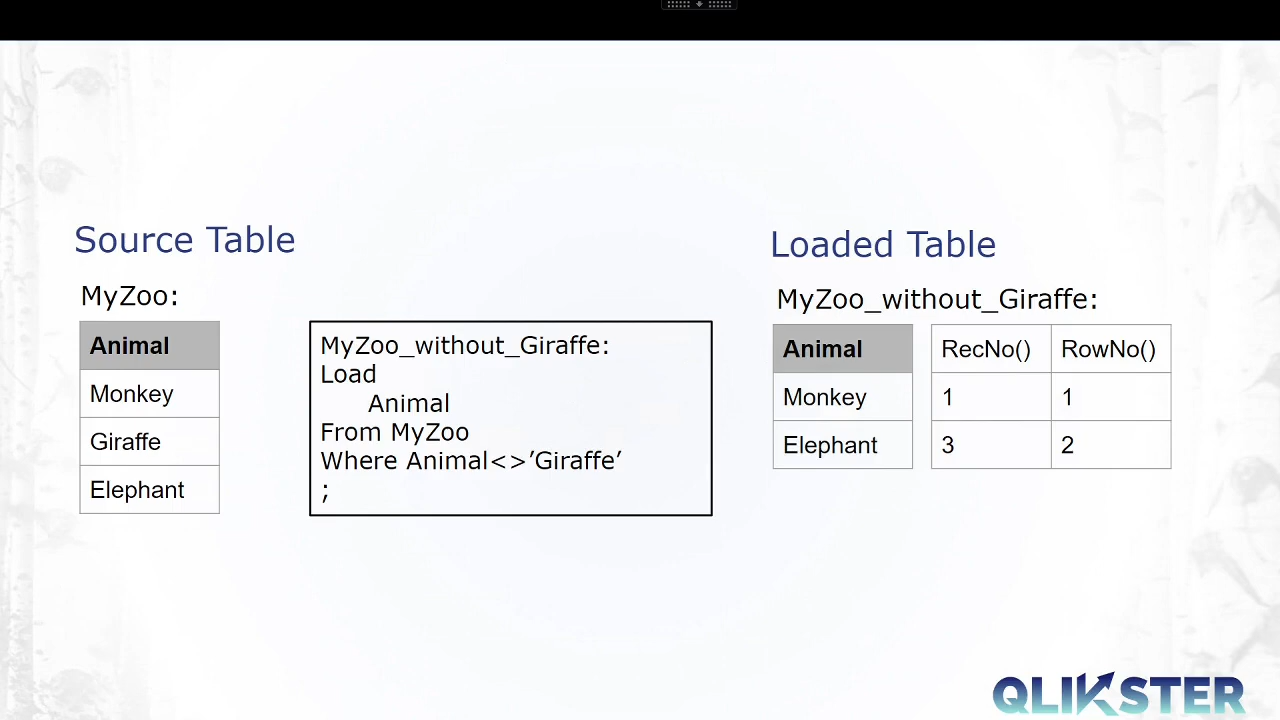 Source Table
MyZoo:
Animal
Monkey
Giraffe
Elephant
MyZoo_without_Giraffe:
Load
Animal
From MyZoo
Where Animal<>’Giraffe’
;
Loaded Table
MyZoo_without_Giraffe:
Animal RecNo() RowNo()
Monkey 1 1
Elephant 3 2
QLIKSTER